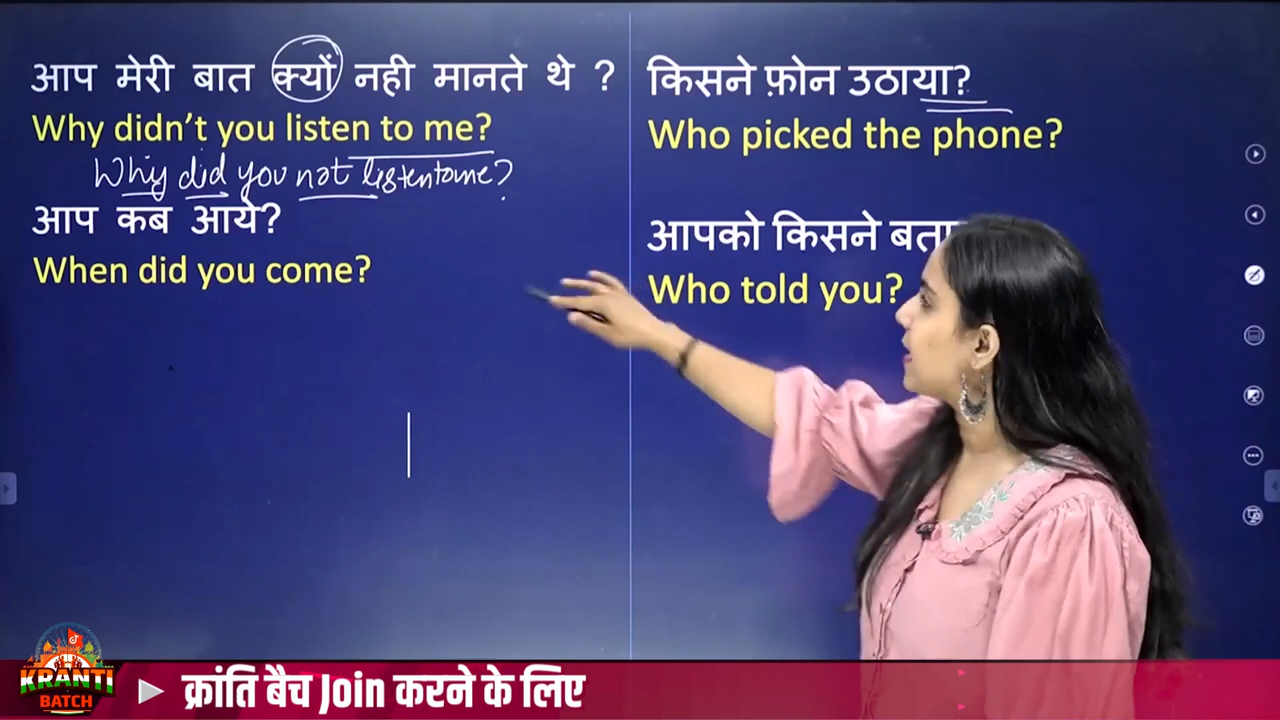 आप मेरी बात क्यों नही मानते थे ?
Why didn't you listen to me?
Why did you not listen to me?
आप कब आये?
When did you come?
किसने फ़ोन उठाया?
Who picked the phone?
आपको किसने
Who told you?
KRANTI
BATCH
क्रांति बैच Join करने के लिए